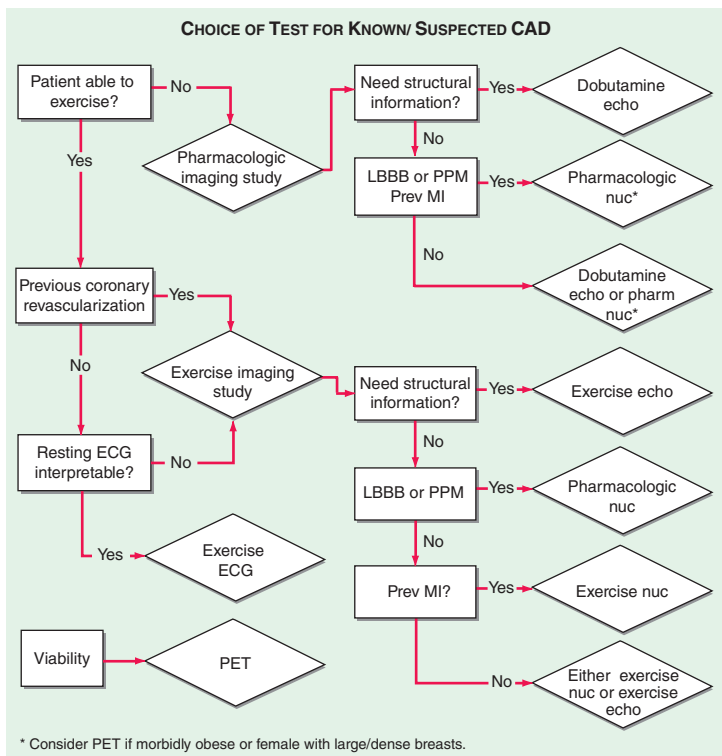 CHOICE OF TEST FOR KNOWN/ SUSPECTED CAD
Patient able to
exercise?
No
Yes
Pharmacologic
imaging study
Need structural
information?
Yes
Dobutamine
echo
No
LBBB or PPM
Prev MI
Yes
Pharmacologic
nuc*
No
Dobutamine
echo or pharm
nuc*
Previous coronary
revascularization
Yes
No
Exercise imaging
study
Resting ECG
interpretable?
No
Yes
Exercise
ECG
Need structural
information?
Yes
Exercise echo
No
LBBB or PPM
Yes
Pharmacologic
nuc
No
Prev MI?
Yes
Exercise nuc
No
Either exercise
nuc or exercise
echo
Viability
PET
* Consider PET if morbidly obese or female with large/dense breasts.